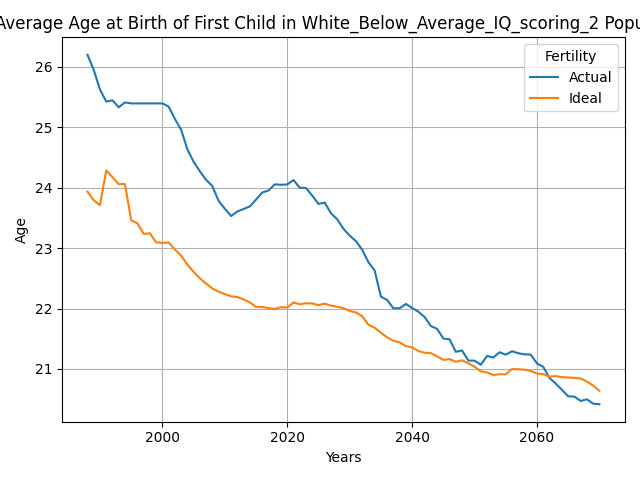 Average Age at Birth of First Child in White_Below_Average_IQ_scoring_2
Fertility
Actual
Ideal
26
25
24
23
22
21
Age
2000
2020
2040
2060
Years